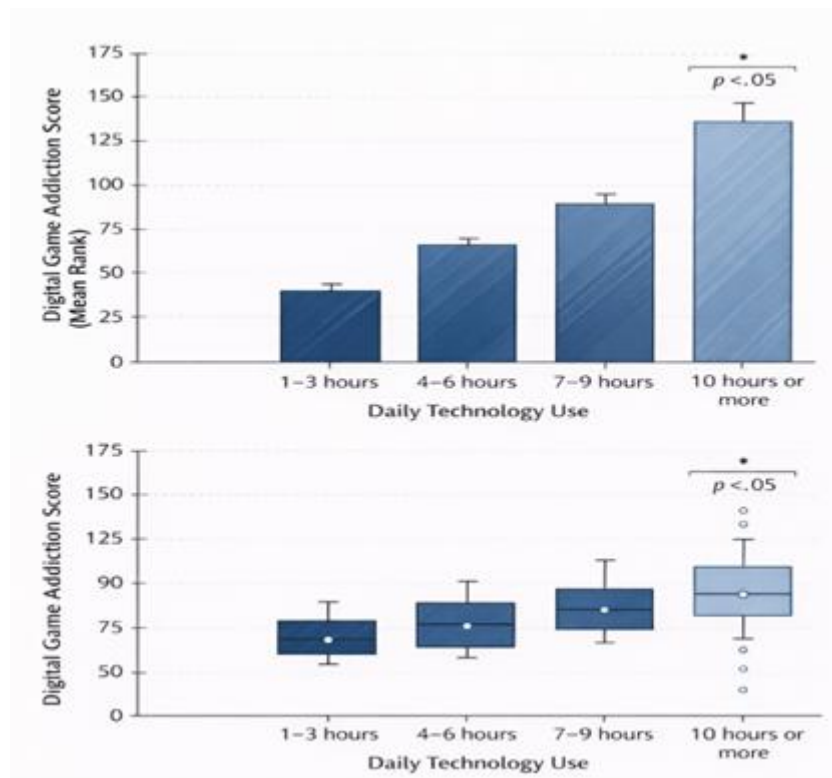 Digital Game Addiction Score
(Mean Rank)
175
150
125
100
75
50
25
0
*
p <.05
1–3 hours
4–6 hours
7–9 hours
10 hours or
more
Daily Technology Use
Digital Game Addiction Score
175
150
125
90
75
50
0
*
p <.05
1–3 hours
4–6 hours
7–9 hours
10 hours or
more
Daily Technology Use